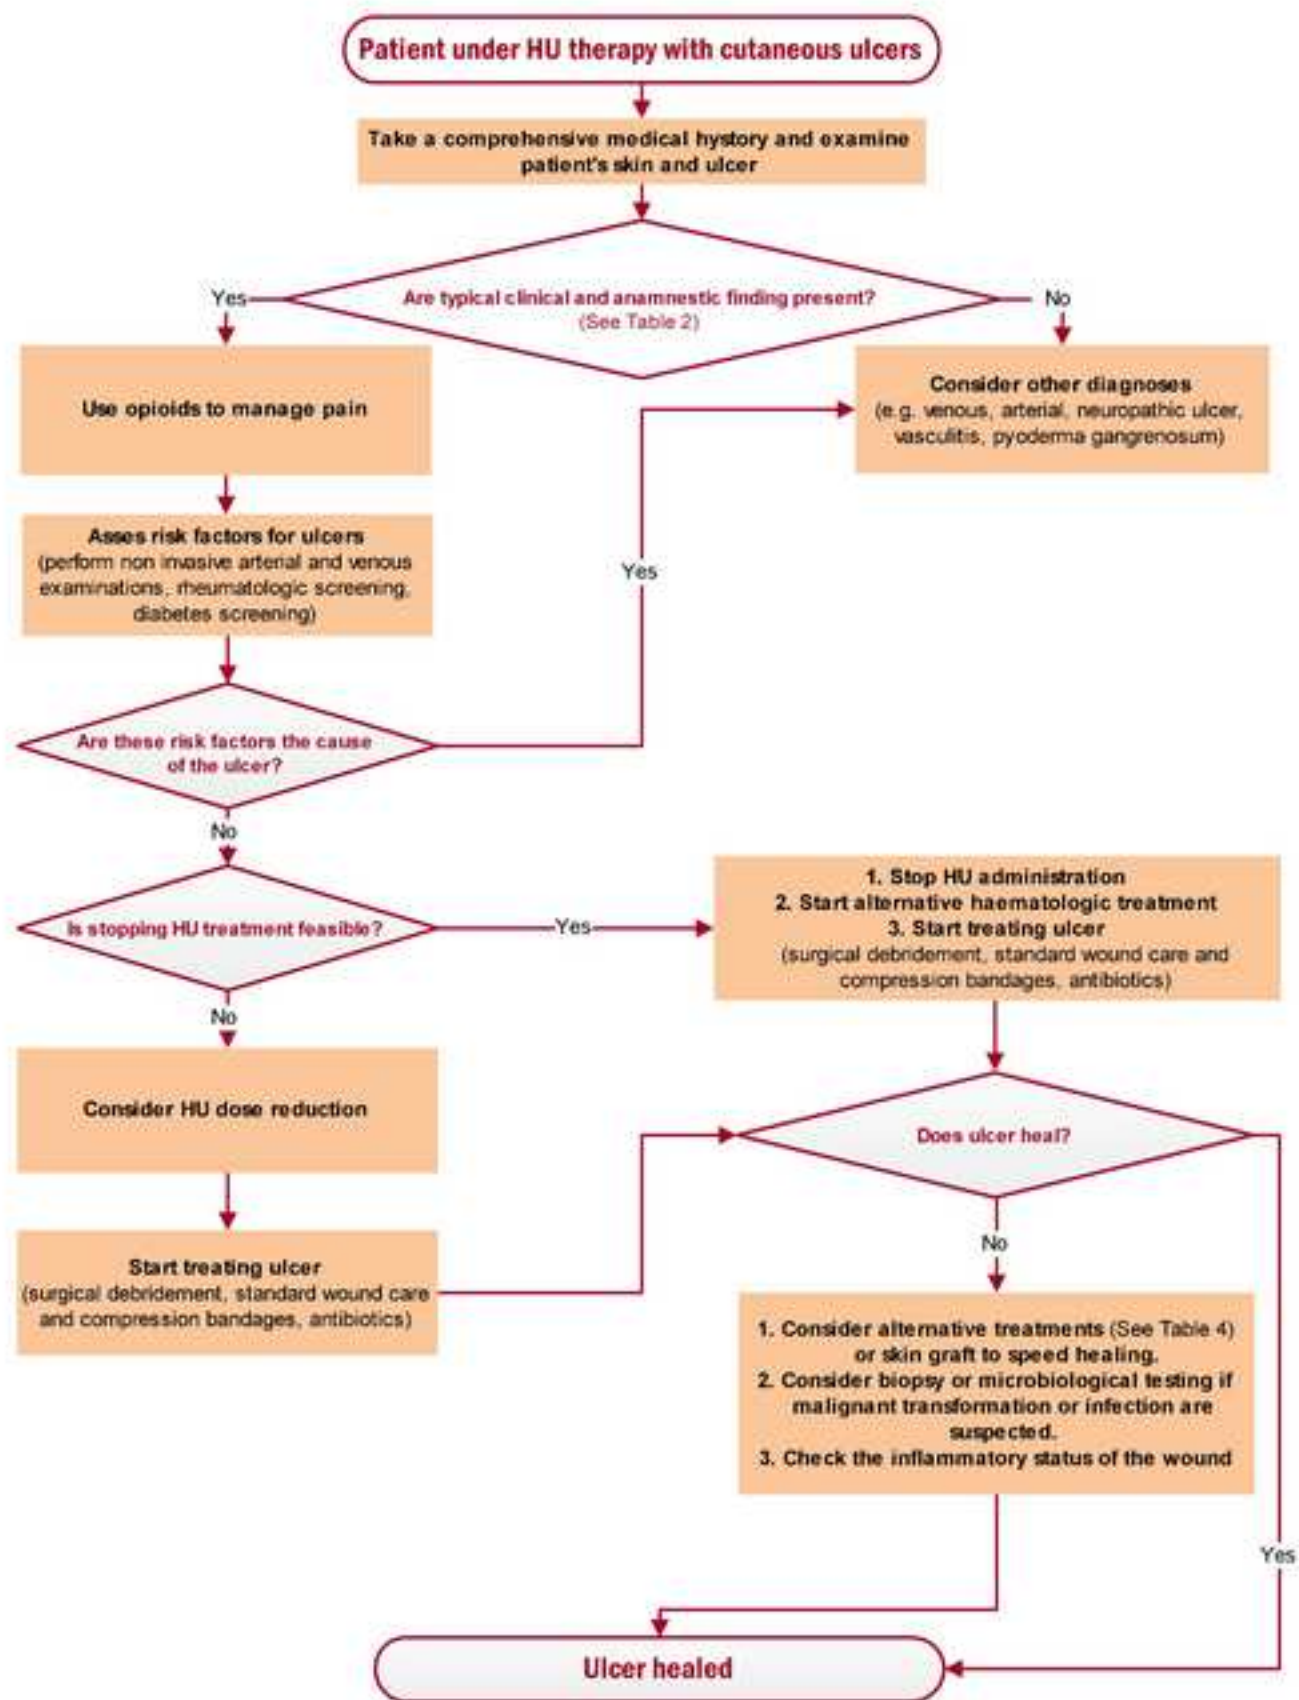 Patient under HU therapy with cutaneous ulcers
Take a comprehensive medical hystory and examine
patient's skin and ulcer
Are typical clinical and anamnestic finding present?
(See Table 2)
Yes
No
Use opioids to manage pain
Consider other diagnoses
(e.g. venous, arterial, neuropathic ulcer,
vasculitis, pyoderma gangrenosum)
Asses risk factors for ulcers
(perform non invasive arterial and venous
examinations, rheumatologic screening,
diabetes screening)
Yes
Are these risk factors the cause
of the ulcer?
No
Is stopping HU treatment feasible?
Yes
1. Stop HU administration
2. Start alternative haematologic treatment
3. Start treating ulcer
(surgical debridement, standard wound care and
compression bandages, antibiotics)
No
Consider HU dose reduction
Does ulcer heal?
Start treating ulcer
(surgical debridement, standard wound care
and compression bandages, antibiotics)
No
1. Consider alternative treatments (See Table 4)
or skin graft to speed healing.
2. Consider biopsy or microbiological testing if
malignant transformation or infection are
suspected.
3. Check the inflammatory status of the wound
Yes
Ulcer healed